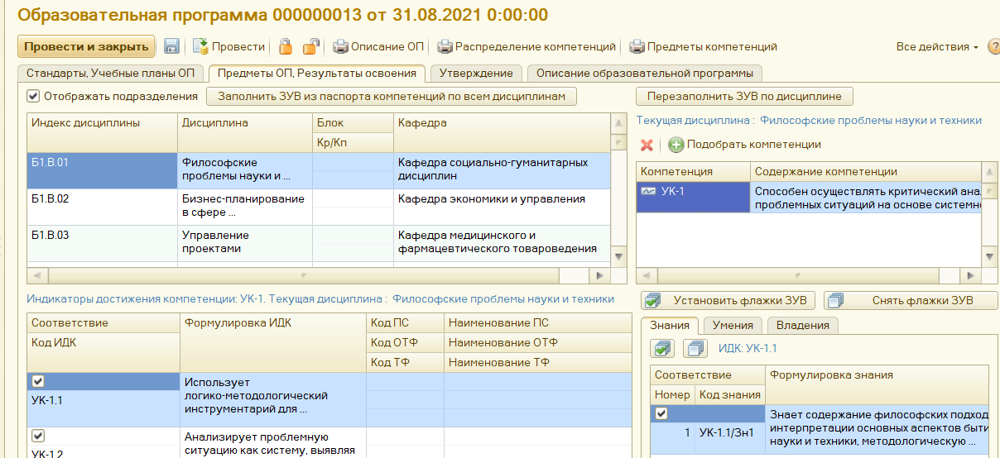 Образовательная программа 000000013 от 31.08.2021 0:00:00
Провести и закрыть Провести Описание ОП Распределение компетенций Предметы компетенций Все действия ?
Стандарты, Учебные планы ОП Предметы ОП, Результаты освоения Утверждение Описание образовательной программы
Отображать подразделения Заполнить ЗУВ из паспорта компетенций по всем дисциплинам Перезаполнить ЗУВ по дисциплине
Индекс дисциплины Дисциплина Блок Кафедра
Кр/Кп
Б1.В.01 Философские Кафедра социально-гуманитарных
проблемы науки и ... дисциплин
Б1.В.02 Бизнес-планирование Кафедра экономики и управления
в сфере ...
Б1.В.03 Управление Кафедра медицинского и
проектами фармацевтического товароведения
Текущая дисциплина : Философские проблемы науки и техники
Подобрать компетенции
Компетенция Содержание компетенции
УК-1 Способен осуществлять критический ана
проблемных ситуаций на основе системн
Индикаторы достижения компетенции: УК-1. Текущая дисциплина : Философские проблемы науки и техники
Соответствие Формулировка ИДК Код ПС Наименование ПС
Код ИДК Код ОТФ Наименование ОТФ
Код ТФ Наименование ТФ
Использует
УК-1.1 логико-методологический
инструментарий для ...
Анализирует проблемную
УК-1.2 ситуацию как систему, выявляя
Установить флажки ЗУВ Снять флажки ЗУВ
Знания Умения Владения
ИДК: УК-1.1
Соответствие Формулировка знания
Номер Код знания
Знает содержание философских подход
1 УК-1.1/Зн1 интерпретации основных аспектов быти
науки и техники, методологическую ...